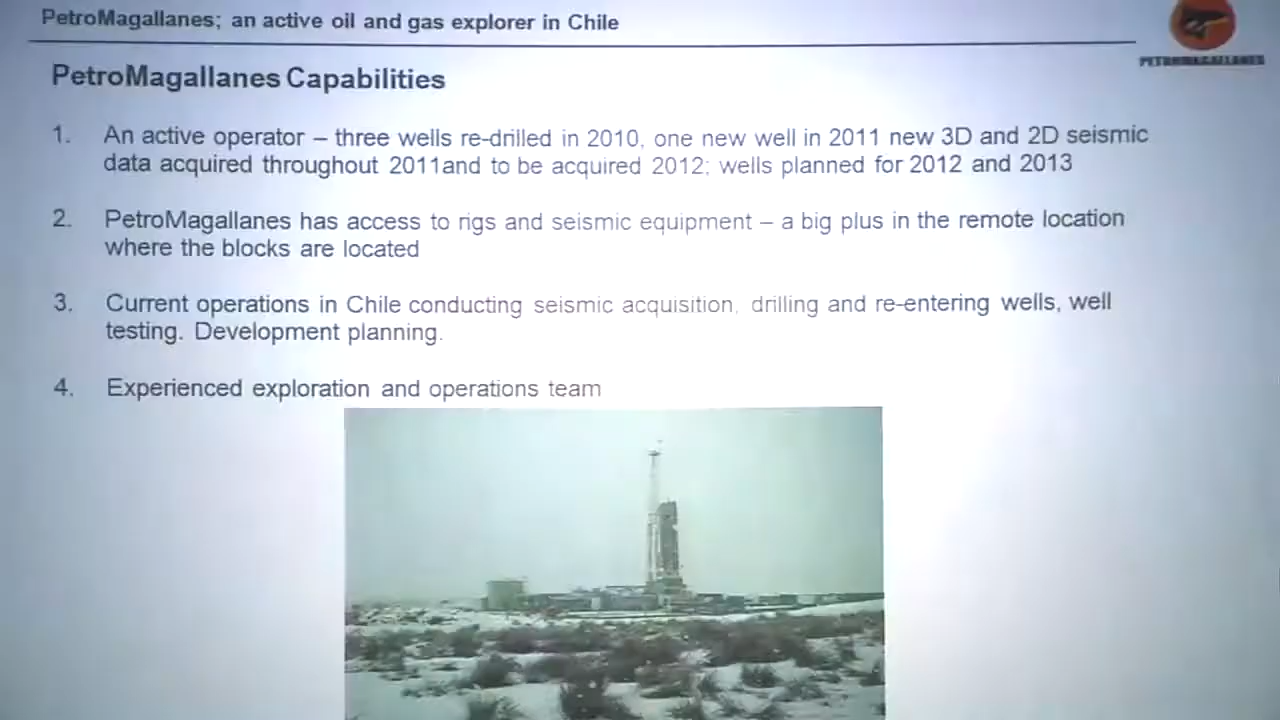 PetroMagallanes; an active oil and gas explorer in Chile
PETROMAGALLANES
PetroMagallanes Capabilities
1. An active operator – three wells re-drilled in 2010, one new well in 2011 new 3D and 2D seismic
data acquired throughout 2011and to be acquired 2012; wells planned for 2012 and 2013
2. PetroMagallanes has access to rigs and seismic equipment – a big plus in the remote location
where the blocks are located
3. Current operations in Chile conducting seismic acquisition, drilling and re-entering wells, well
testing. Development planning.
4. Experienced exploration and operations team